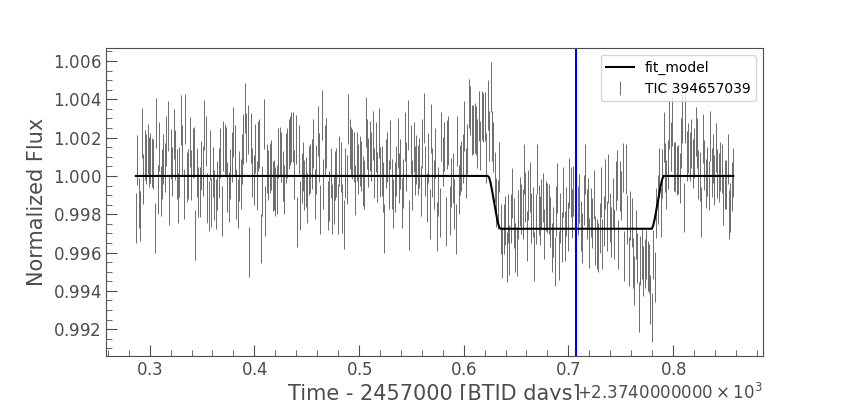 1.006
1.004
1.002
1.000
0.998
0.996
0.994
0.992
Normalized Flux
fit_model
TIC 394657039
0.3 0.4 0.5 0.6 0.7 0.8
Time - 2457000 [BTJD days]
+2.3740000000 × 10³